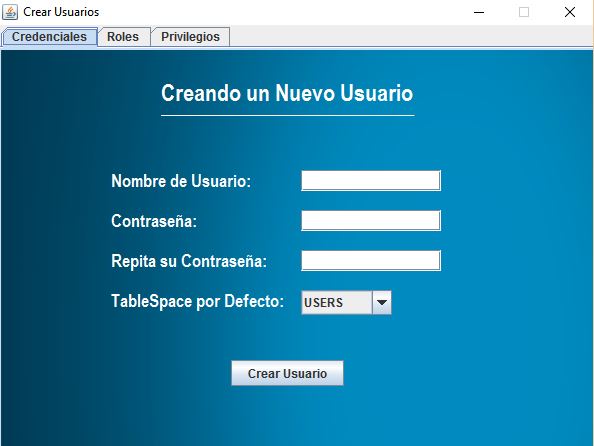 Crear Usuarios
Credenciales Roles Privilegios
Creando un Nuevo Usuario
Nombre de Usuario:
Contraseña:
Repita su Contraseña:
TableSpace por Defecto: USERS
Crear Usuario